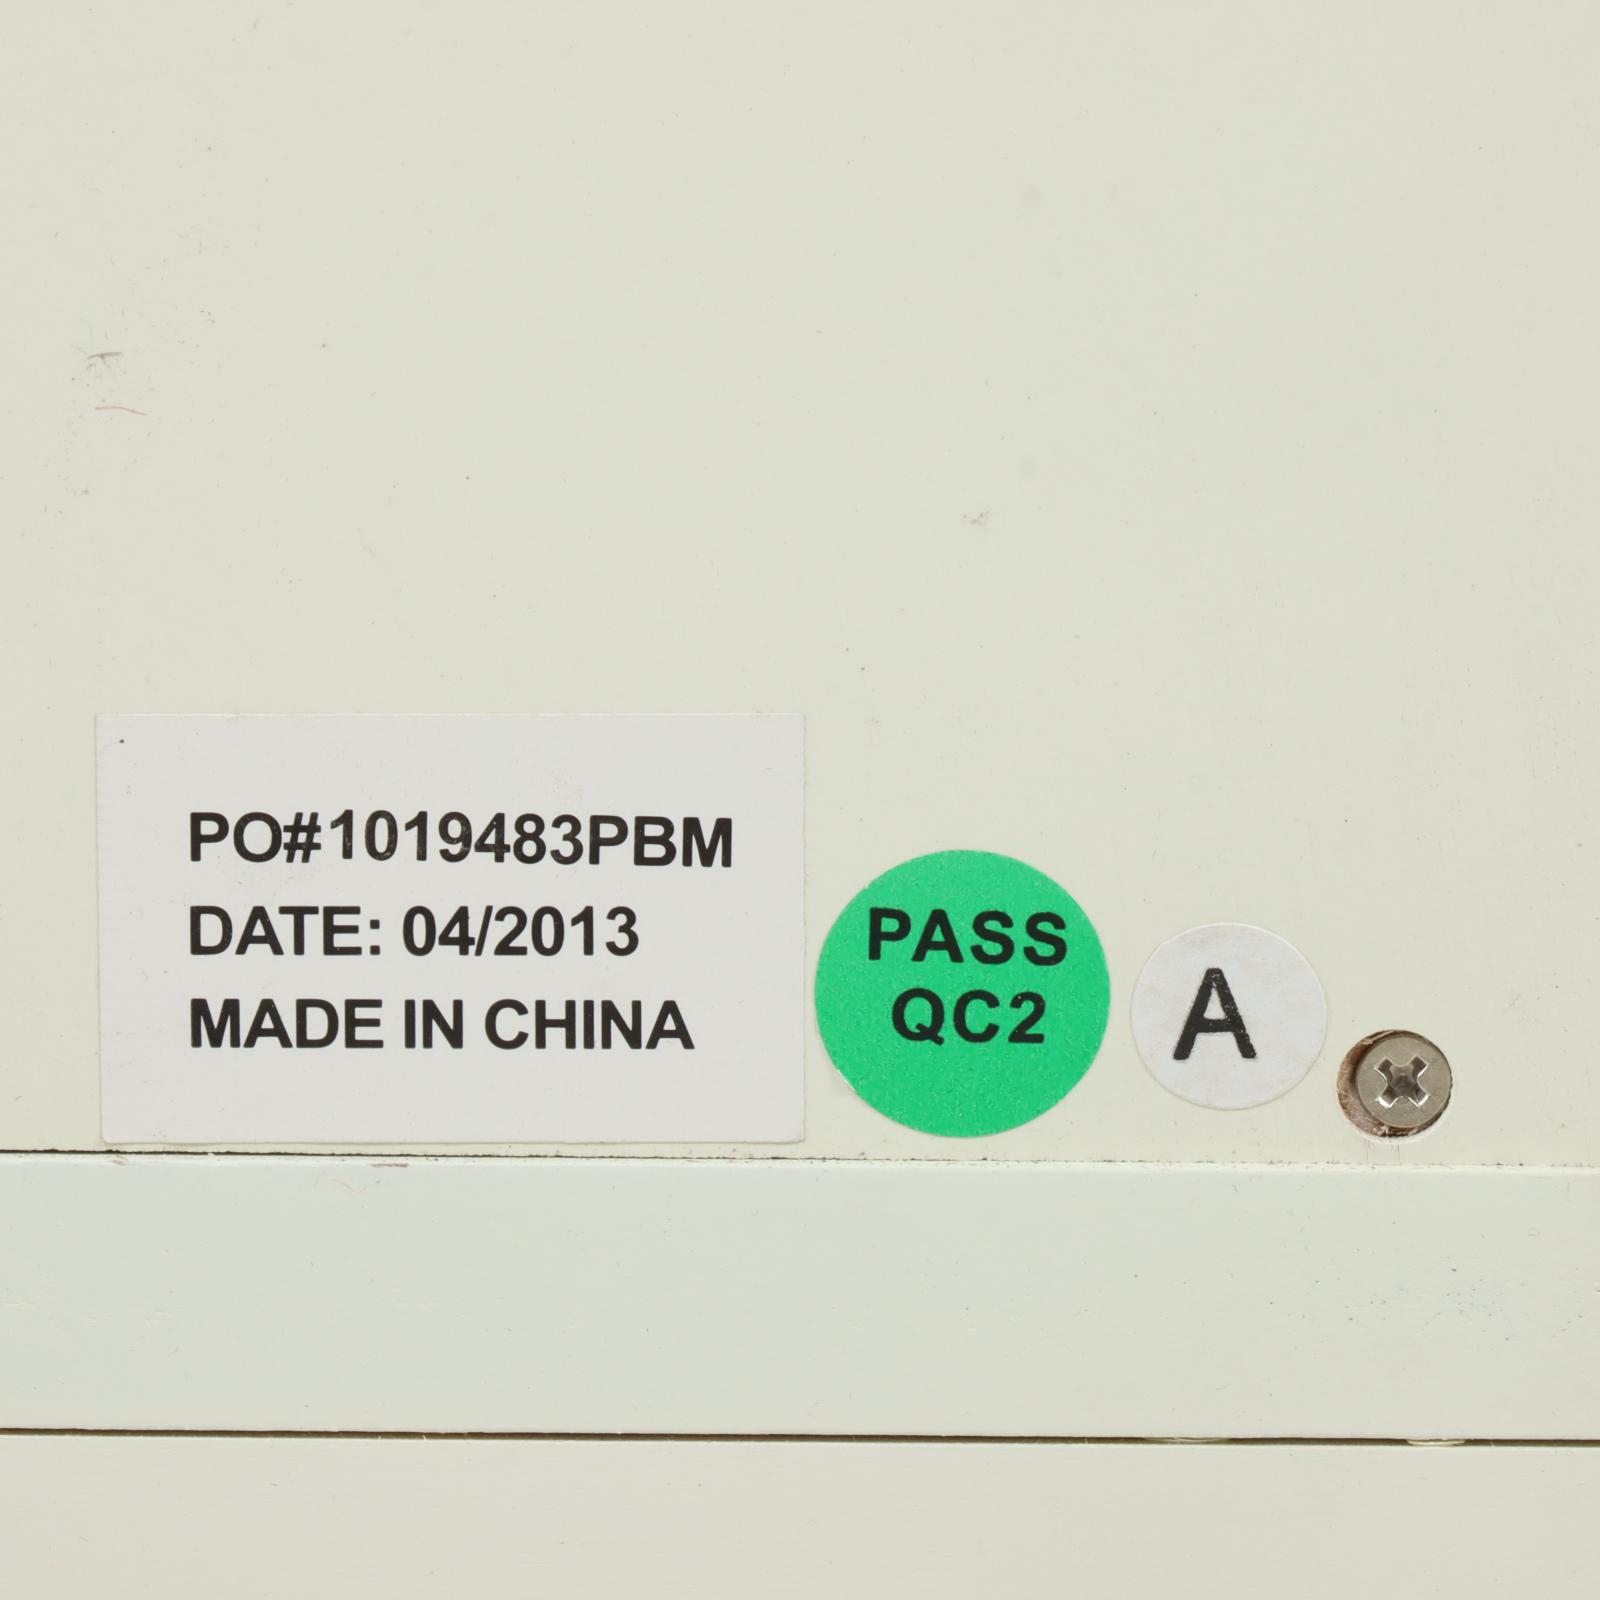 PO#1019483PBM
DATE: 04/2013
MADE IN CHINA
PASS
QC2
A